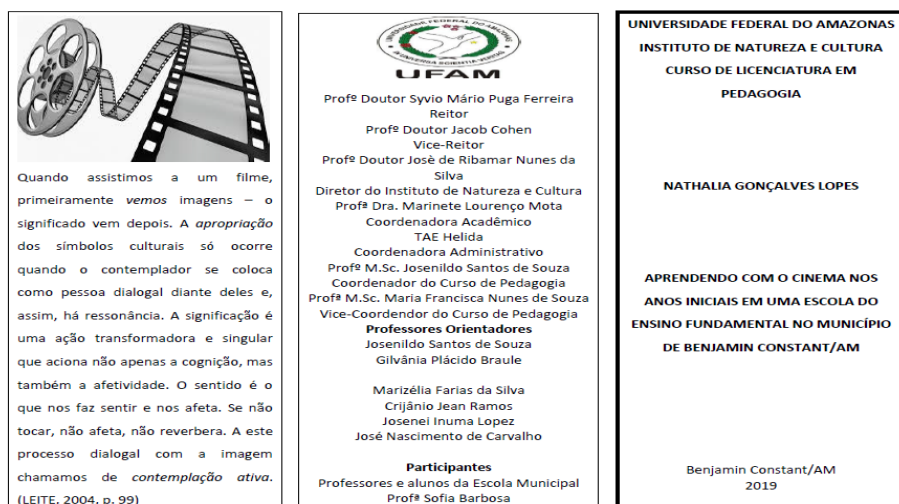 Quando assistimos a um filme,
primeiramente vemos imagens – o
significado vem depois. A apropriação
dos símbolos culturais só ocorre
quando o contemplador se coloca
como pessoa dialogal diante deles e,
assim, há ressonância. A significação é
uma ação transformadora e singular
que aciona não apenas a cognição, mas
também a afetividade. O sentido é o
que nos faz sentir e nos afeta. Se não
tocar, não afeta, não reverbera. A este
processo dialogal com a imagem
chamamos de contemplação ativa.
(LEITE, 2004, p. 99)
UNIVERSIDADE FEDERAL DO AMAZONAS
IN UNIVERSA SCIENTIA VERITAS
UFAM
Profº Doutor Syvio Mário Puga Ferreira
Reitor
Profº Doutor Jacob Cohen
Vice-Reitor
Profº Doutor Josè de Ribamar Nunes da
Silva
Diretor do Instituto de Natureza e Cultura
Profª Dra. Marinete Lourenço Mota
Coordenadora Acadêmico
TAE Helida
Coordenadora Administrativo
Profº M.Sc. Josenildo Santos de Souza
Coordenador do Curso de Pedagogia
Profª M.Sc. Maria Francisca Nunes de Souza
Vice-Coordendor do Curso de Pedagogia
Professores Orientadores
Josenildo Santos de Souza
Gilvânia Plácido Braule
Marizélia Farias da Silva
Crijânio Jean Ramos
Josenei Inuma Lopez
José Nascimento de Carvalho
Participantes
Professores e alunos da Escola Municipal
Profª Sofia Barbosa
UNIVERSIDADE FEDERAL DO AMAZONAS
INSTITUTO DE NATUREZA E CULTURA
CURSO DE LICENCIATURA EM
PEDAGOGIA
NATHALIA GONÇALVES LOPES
APRENDENDO COM O CINEMA NOS
ANOS INICIAIS EM UMA ESCOLA DO
ENSINO FUNDAMENTAL NO MUNICÍPIO
DE BENJAMIN CONSTANT/AM
Benjamin Constant/AM
2019